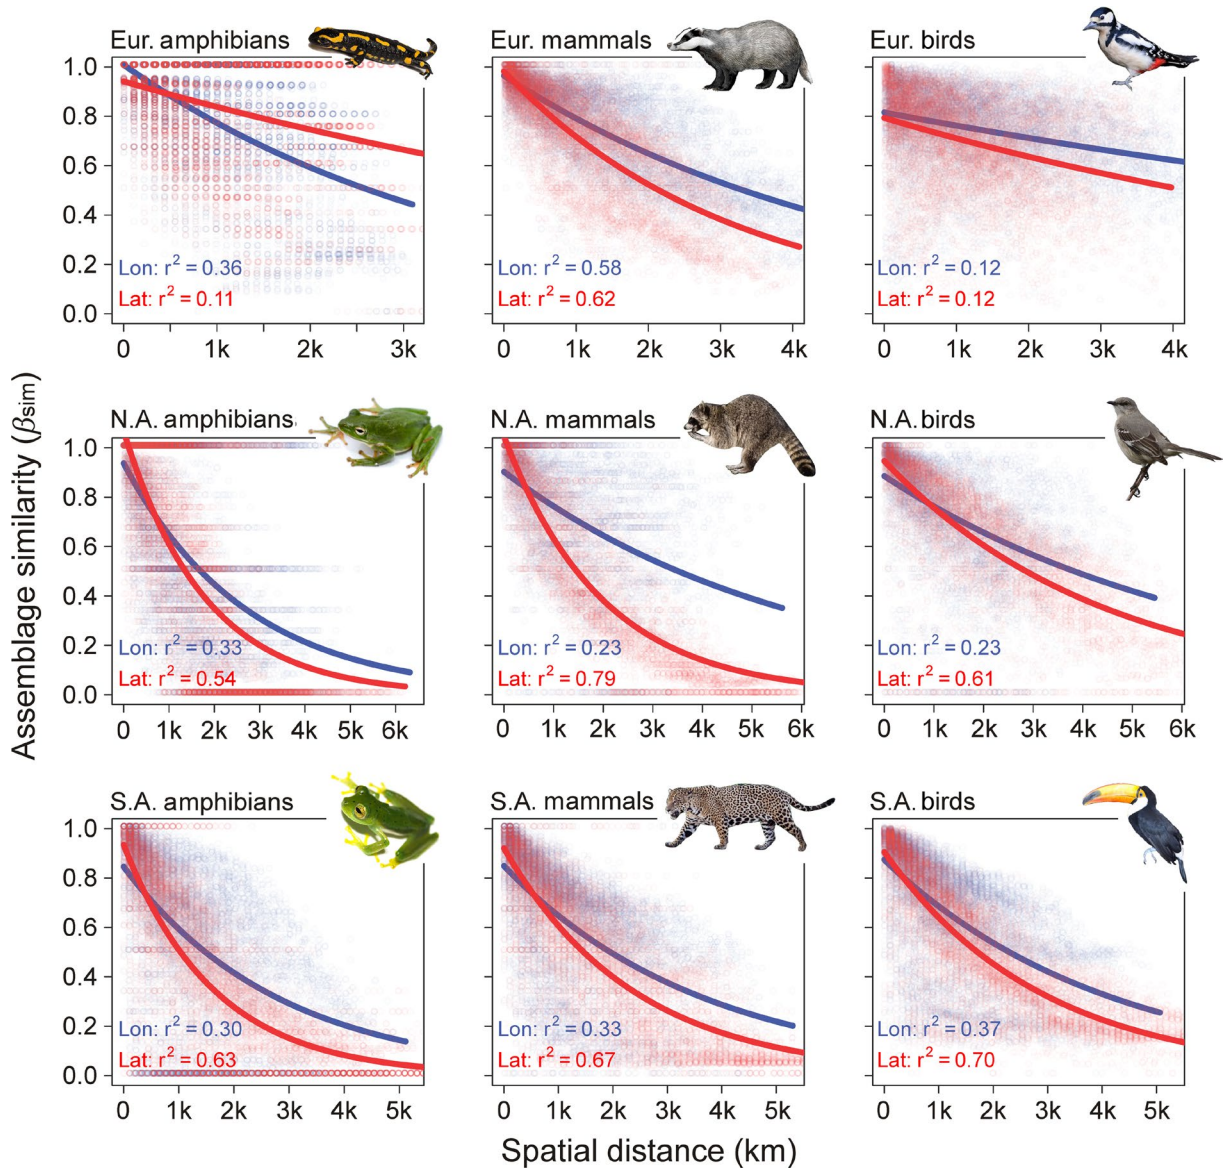 Eur. amphibians
Eur. mammals
Eur. birds
1.0
0.8
0.6
0.4
0.2
0.0
Lon: r² = 0.36
Lat: r² = 0.11
Lon: r² = 0.58
Lat: r² = 0.62
Lon: r² = 0.12
Lat: r² = 0.12
0 1k 2k 3k
0 1k 2k 3k 4k
0 1k 2k 3k 4k
Assemblage similarity (βsim)
N.A. amphibians
N.A. mammals
N.A. birds
1.0
0.8
0.6
0.4
0.2
0.0
Lon: r² = 0.33
Lat: r² = 0.54
Lon: r² = 0.23
Lat: r² = 0.79
Lon: r² = 0.23
Lat: r² = 0.61
0 1k 2k 3k 4k 5k 6k
0 1k 2k 3k 4k 5k 6k
0 1k 2k 3k 4k 5k 6k
S.A. amphibians
S.A. mammals
S.A. birds
1.0
0.8
0.6
0.4
0.2
0.0
Lon: r² = 0.30
Lat: r² = 0.63
Lon: r² = 0.33
Lat: r² = 0.67
Lon: r² = 0.37
Lat: r² = 0.70
0 1k 2k 3k 4k 5k
0 1k 2k 3k 4k 5k
0 1k 2k 3k 4k 5k
Spatial distance (km)